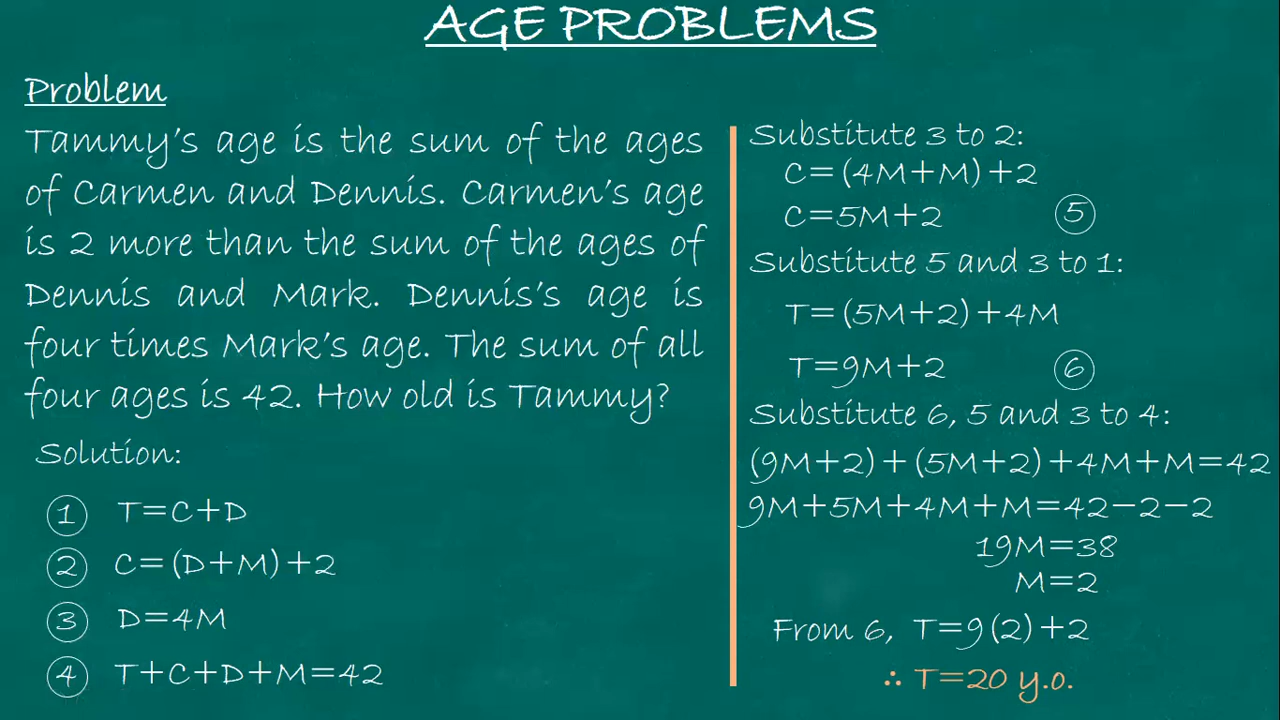 AGE PROBLEMS
Problem
Tammy's age is the sum of the ages
of Carmen and Dennis. Carmen's age
is 2 more than the sum of the ages of
Dennis and Mark. Dennis's age is
four times Mark's age. The sum of all
four ages is 42. How old is Tammy?
Solution:
1 T=C+D
2 C=(D+M)+2
3 D=4M
4 T+C+D+M=42
Substitute 3 to 2:
C=(4M+M)+2
C=5M+2 5
Substitute 5 and 3 to 1:
T=(5M+2)+4M
T=9M+2 6
Substitute 6, 5 and 3 to 4:
(9M+2)+(5M+2)+4M+M=42
9M+5M+4M+M=42-2-2
19M=38
M=2
From 6, T=9(2)+2
∴ T=20 y.o.